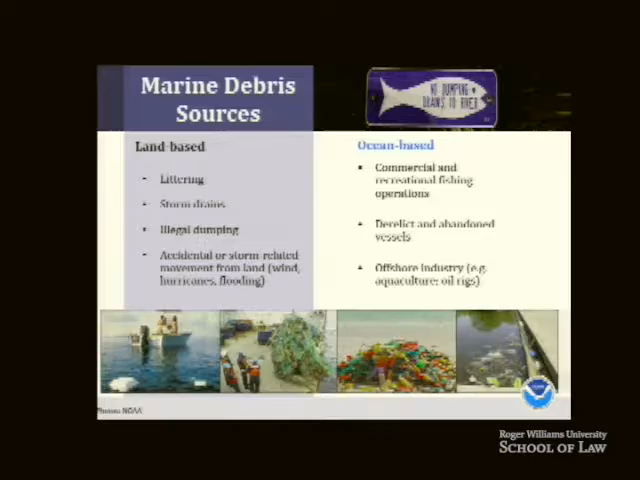 Marine Debris
Sources
NO DUMPING
DRAINS TO RIVER
Land-based
Littering
Storm drains
Illegal dumping
Accidental or storm-related
movement from land (wind,
hurricanes, flooding)
Ocean-based
Commercial and
recreational fishing
operations
Derelict and abandoned
vessels
Offshore industry (e.g.
aquaculture; oil rigs)
Photos: NOAA
Roger Williams University
SCHOOL OF LAW